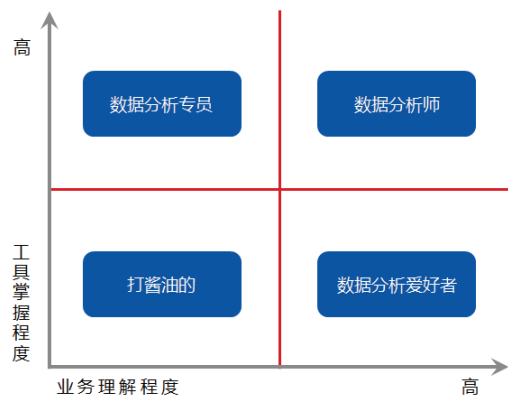 高
数据分析专员
数据分析师
工具掌握程度
打酱油的
数据分析爱好者
业务理解程度
高